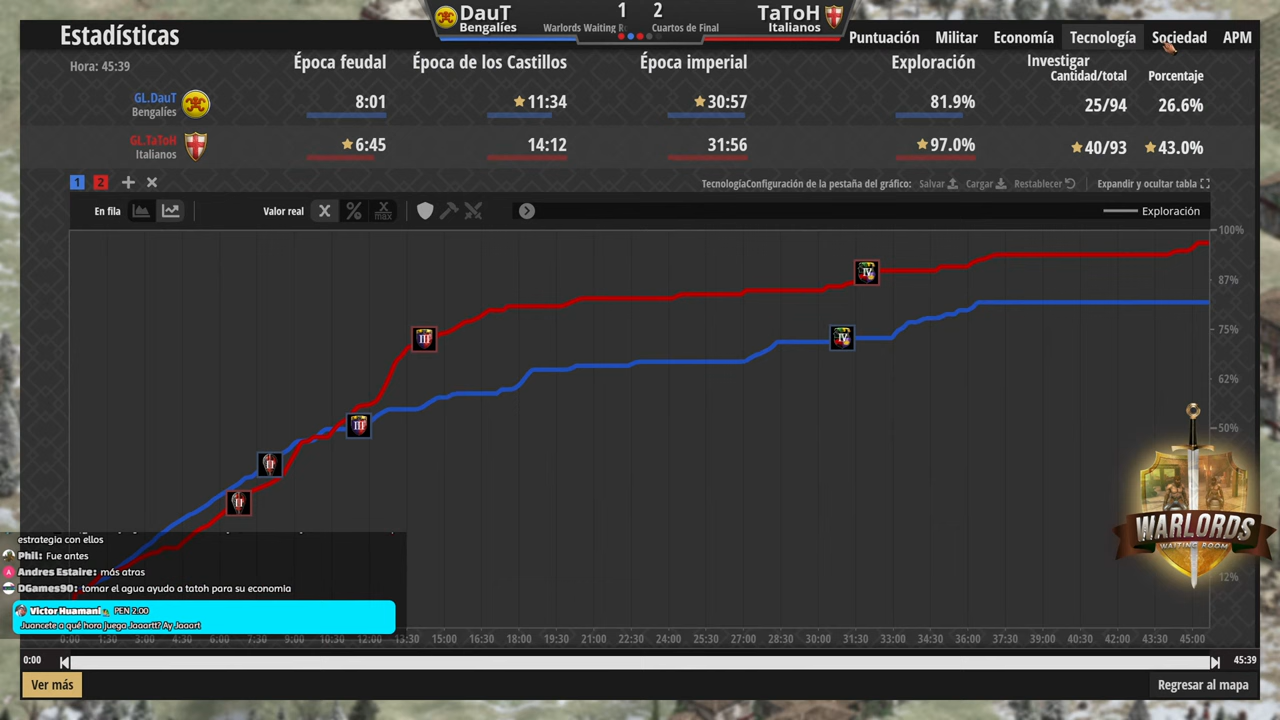 DauT 1 2 TaToH
Bengalíes Warlords Waiting R Cuartos de Final Italianos
Estadísticas
Puntuación Militar Economía Tecnología Sociedad APM
Hora: 45:39
Época feudal Época de los Castillos Época imperial Exploración Investigar
Cantidad/total Porcentaje
GL.DauT 8:01 11:34 30:57 81.9% 25/94 26.6%
Bengalíes
GL.TaToH 6:45 14:12 31:56 97.0% 40/93 43.0%
Italianos
1 2 TecnologíaConfiguración de la pestaña del gráfico: Salvar Cargar Restablecer Expandir y ocultar tabla
En fila Valor real X % X/max Exploración
100%
87%
IV
75%
III IV
62%
III
50%
II
II
WARLORDS
WAITING ROOM
12%
estrategia con ellos
Phil: Fue antes
Andres Estaire: más atras
DGames90: tomar el agua ayudo a tatoh para su economia
Victor Huamani PEN 2.00
Juancete a qué hora juega Jaaartt? Ay Jaaart
0:00 1:30 3:00 4:30 6:00 7:30 9:00 10:30 12:00 13:30 15:00 16:30 18:00 19:30 21:00 22:30 24:00 25:30 27:00 28:30 30:00 31:30 33:00 34:30 36:00 37:30 39:00 40:30 42:00 43:30 45:00
0:00 45:39
Ver más Regresar al mapa